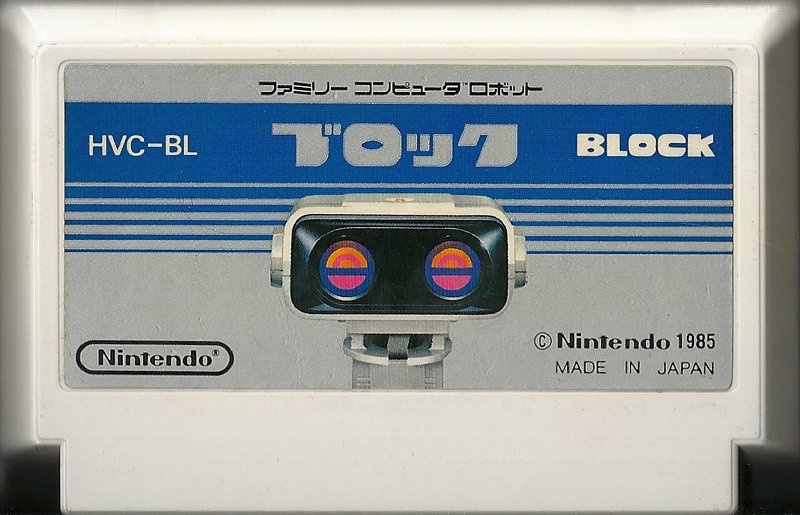 ファミリー コンピュータ ロボット
HVC-BL ブロック BLOCK
Nintendo®
© Nintendo 1985
MADE IN JAPAN